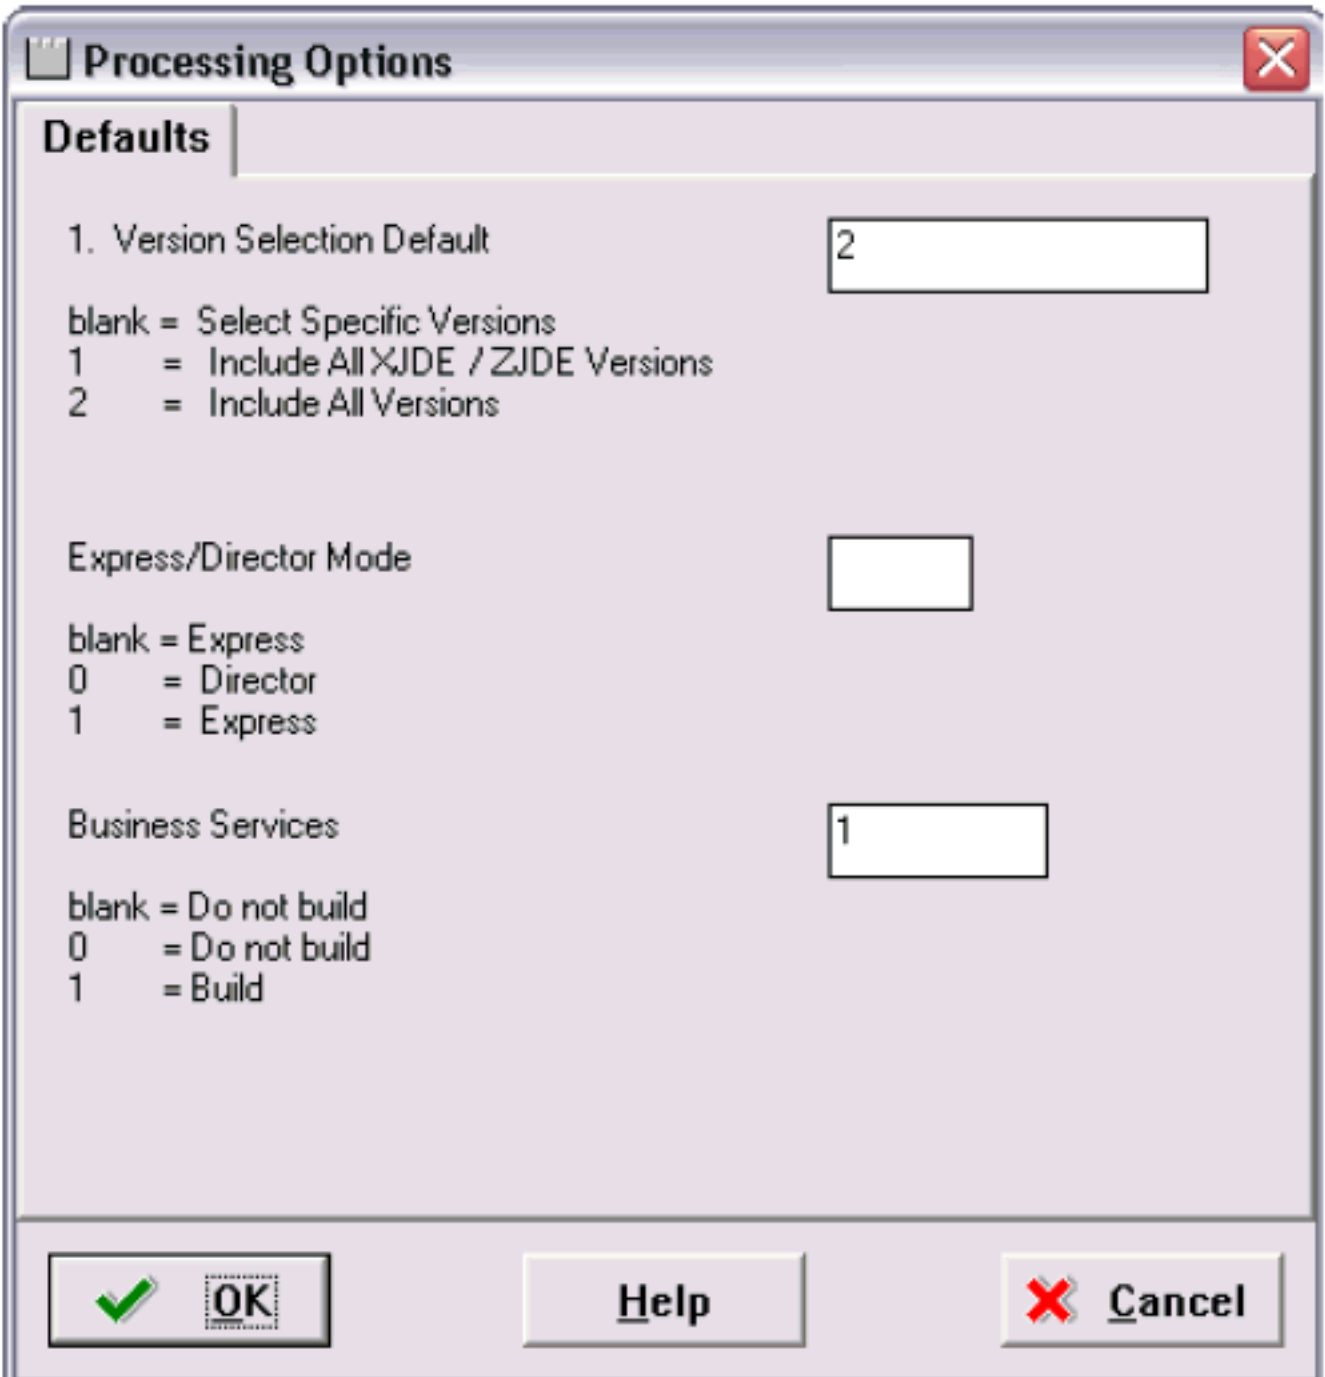 Processing Options
Defaults
1. Version Selection Default
2
blank = Select Specific Versions
1 = Include All XJDE / ZJDE Versions
2 = Include All Versions
Express/Director Mode
blank = Express
0 = Director
1 = Express
Business Services
1
blank = Do not build
0 = Do not build
1 = Build
OK Help Cancel